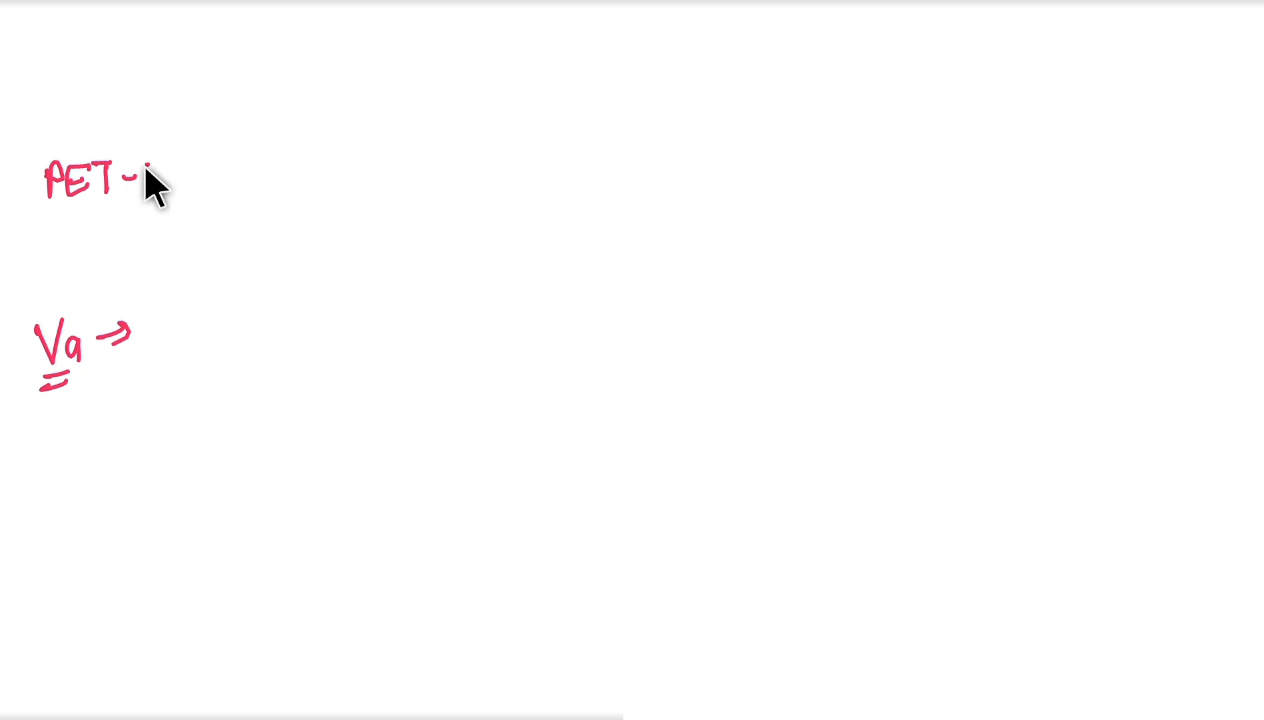 PET -
Va →